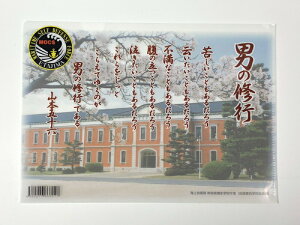 男の修行
苦しいこともあるだろう
云いたいこともあるだろう
不満なこともあるだろう
腹の立つこともあるだろう
泣きたいこともあるだろう
これらをじっと
こらえてゆくのが
男の修行である
山本五十六
MOCS